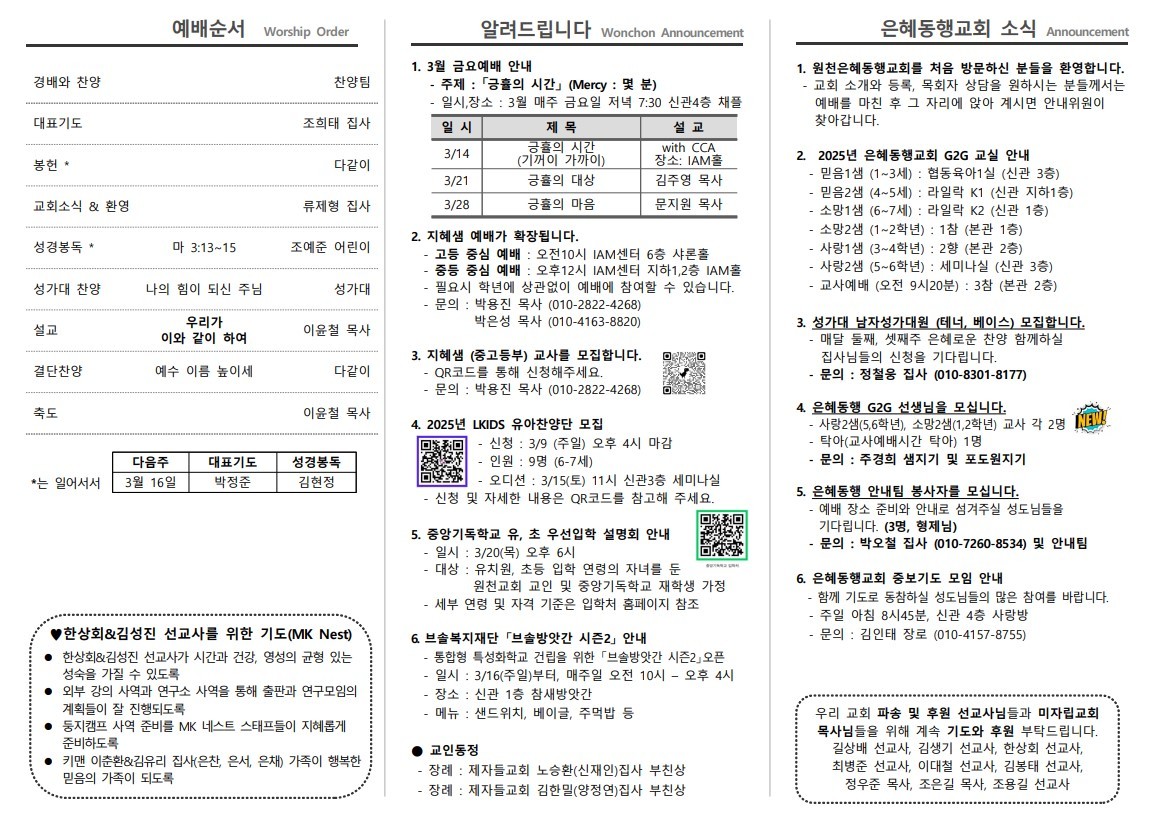 예배순서 Worship Order
경배와 찬양 찬양팀
대표기도 조희태 집사
봉헌 * 다같이
교회소식 & 환영 류제형 집사
성경봉독 * 마 3:13~15 조예준 어린이
성가대 찬양 나의 힘이 되신 주님 성가대
설교 우리가 이와 같이 하여 이윤철 목사
결단찬양 예수 이름 높이세 다같이
축도 이윤철 목사
*는 일어서서
다음주 대표기도 성경봉독
3월 16일 박정준 김현정
♥한상회&김성진 선교사를 위한 기도(MK Nest)
● 한상회&김성진 선교사가 시간과 건강, 영성의 균형 있는
성숙을 가질 수 있도록
● 외부 강의 사역과 연구소 사역을 통해 출판과 연구모임의
계획들이 잘 진행되도록
● 둥지캠프 사역 준비를 MK 네스트 스태프들이 지혜롭게
준비하도록
● 키맨 이준환&김유리 집사(은찬, 은서, 은채) 가족이 행복한
믿음의 가족이 되도록
알려드립니다 Wonchon Announcement
1. 3월 금요예배 안내
- 주제 :「긍휼의 시간」(Mercy : 몇 분)
- 일시,장소 : 3월 매주 금요일 저녁 7:30 신관4층 채플
일 시 제 목 설 교
3/14 긍휼의 시간 (기꺼이 가까이) with CCA 장소: IAM홀
3/21 긍휼의 대상 김주영 목사
3/28 긍휼의 마음 문지원 목사
2. 지혜샘 예배가 확장됩니다.
- 고등 중심 예배 : 오전10시 IAM센터 6층 샤론홀
- 중등 중심 예배 : 오후12시 IAM센터 지하1,2층 IAM홀
- 필요시 학년에 상관없이 예배에 참여할 수 있습니다.
- 문의 : 박용진 목사 (010-2822-4268)
박은성 목사 (010-4163-8820)
3. 지혜샘 (중고등부) 교사를 모집합니다.
- QR코드를 통해 신청해주세요.
- 문의 : 박용진 목사 (010-2822-4268)
4. 2025년 LKIDS 유아찬양단 모집
- 신청 : 3/9 (주일) 오후 4시 마감
- 인원 : 9명 (6-7세)
- 오디션 : 3/15(토) 11시 신관3층 세미나실
- 신청 및 자세한 내용은 QR코드를 참고해 주세요.
5. 중앙기독학교 유, 초 우선입학 설명회 안내
- 일시 : 3/20(목) 오후 6시
- 대상 : 유치원, 초등 입학 연령의 자녀를 둔
원천교회 교인 및 중앙기독학교 재학생 가정
- 세부 연령 및 자격 기준은 입학처 홈페이지 참조
6. 브솔복지재단「브솔방앗간 시즌2」안내
- 통합형 특성화학교 건립을 위한「브솔방앗간 시즌2」오픈
- 일시 : 3/16(주일)부터, 매주일 오전 10시 – 오후 4시
- 장소 : 신관 1층 참새방앗간
- 메뉴 : 샌드위치, 베이글, 주먹밥 등
● 교인동정
- 장례 : 제자들교회 노승환(신재인)집사 부친상
- 장례 : 제자들교회 김한밀(양정연)집사 부친상
은혜동행교회 소식 Announcement
1. 원천은혜동행교회를 처음 방문하신 분들을 환영합니다.
- 교회 소개와 등록, 목회자 상담을 원하시는 분들께서는
예배를 마친 후 그 자리에 앉아 계시면 안내위원이
찾아갑니다.
2. 2025년 은혜동행교회 G2G 교실 안내
- 믿음1샘 (1~3세) : 협동육아1실 (신관 3층)
- 믿음2샘 (4~5세) : 라일락 K1 (신관 지하1층)
- 소망1샘 (6~7세) : 라일락 K2 (신관 1층)
- 소망2샘 (1~2학년) : 1참 (본관 1층)
- 사랑1샘 (3~4학년) : 2향 (본관 2층)
- 사랑2샘 (5~6학년) : 세미나실 (신관 3층)
- 교사예배 (오전 9시20분) : 3참 (본관 2층)
3. 성가대 남자성가대원 (테너, 베이스) 모집합니다.
- 매달 둘째, 셋째주 은혜로운 찬양 함께하실
집사님들의 신청을 기다립니다.
- 문의 : 정철웅 집사 (010-8301-8177)
4. 은혜동행 G2G 선생님을 모십니다.
NEW!
- 사랑2샘(5,6학년), 소망2샘(1,2학년) 교사 각 2명
- 탁아(교사예배시간 탁아) 1명
- 문의 : 주경희 샘지기 및 포도원지기
5. 은혜동행 안내팀 봉사자를 모십니다.
- 예배 장소 준비와 안내로 섬겨주실 성도님들을
기다립니다. (3명, 형제님)
- 문의 : 박오철 집사 (010-7260-8534) 및 안내팀
6. 은혜동행교회 중보기도 모임 안내
- 함께 기도로 동참하실 성도님들의 많은 참여를 바랍니다.
- 주일 아침 8시45분, 신관 4층 사랑방
- 문의 : 김인태 장로 (010-4157-8755)
우리 교회 파송 및 후원 선교사님들과 미자립교회
목사님들을 위해 계속 기도와 후원 부탁드립니다.
길상배 선교사, 김생기 선교사, 한상회 선교사,
최병준 선교사, 이대철 선교사, 김봉태 선교사,
정우준 목사, 조은길 목사, 조용길 선교사